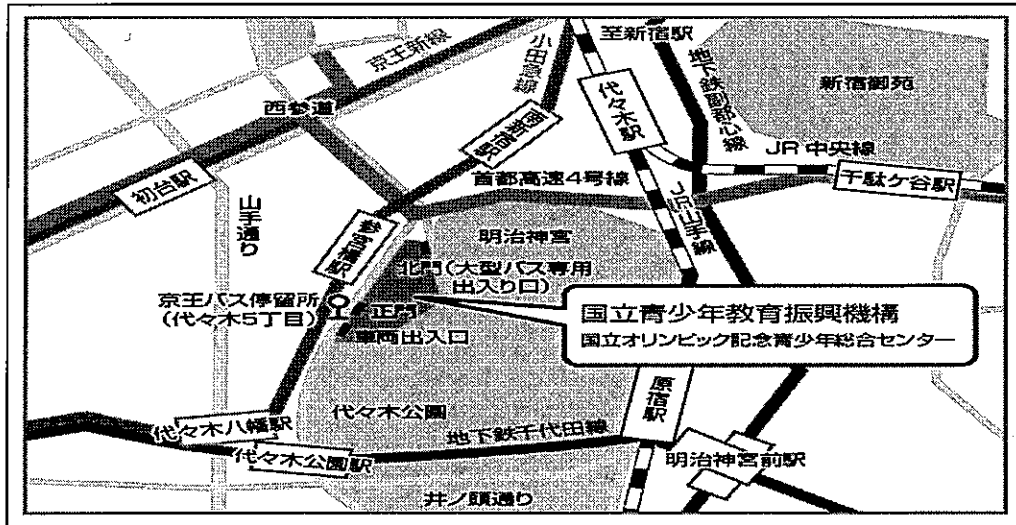 至新宿駅
京王新線
小田急線
地下鉄副都心線
新宿御苑
代々木駅
西参道
南新宿駅
JR中央線
初台駅
首都高速4号線
千駄ケ谷駅
山手通り
参宮橋駅
JR山手線
明治神宮
北門(大型バス専用
出入り口)
京王バス停留所
(代々木5丁目)
正門
車両出入口
国立青少年教育振興機構
国立オリンピック記念青少年総合センター
原宿駅
代々木公園
代々木八幡駅
地下鉄千代田線
代々木公園駅
明治神宮前駅
井ノ頭通り